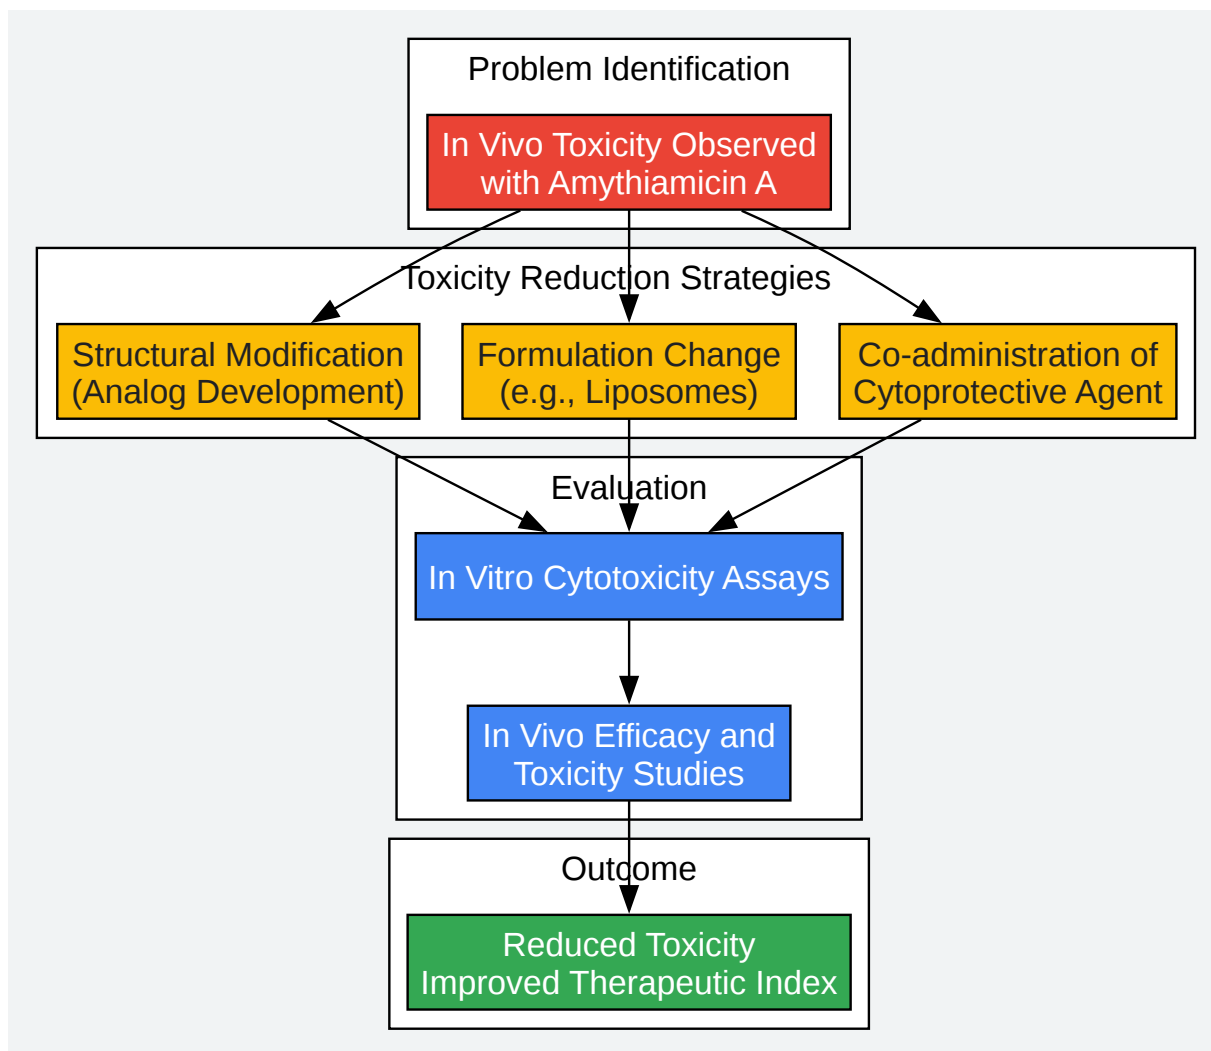 Problem Identification
In Vivo Toxicity Observed
with Amythiamicin A
Toxicity Reduction Strategies
Structural Modification
(Analog Development)
Formulation Change
(e.g., Liposomes)
Co-administration of
Cytoprotective Agent
Evaluation
In Vitro Cytotoxicity Assays
In Vivo Efficacy and
Toxicity Studies
Outcome
Reduced Toxicity
Improved Therapeutic Index